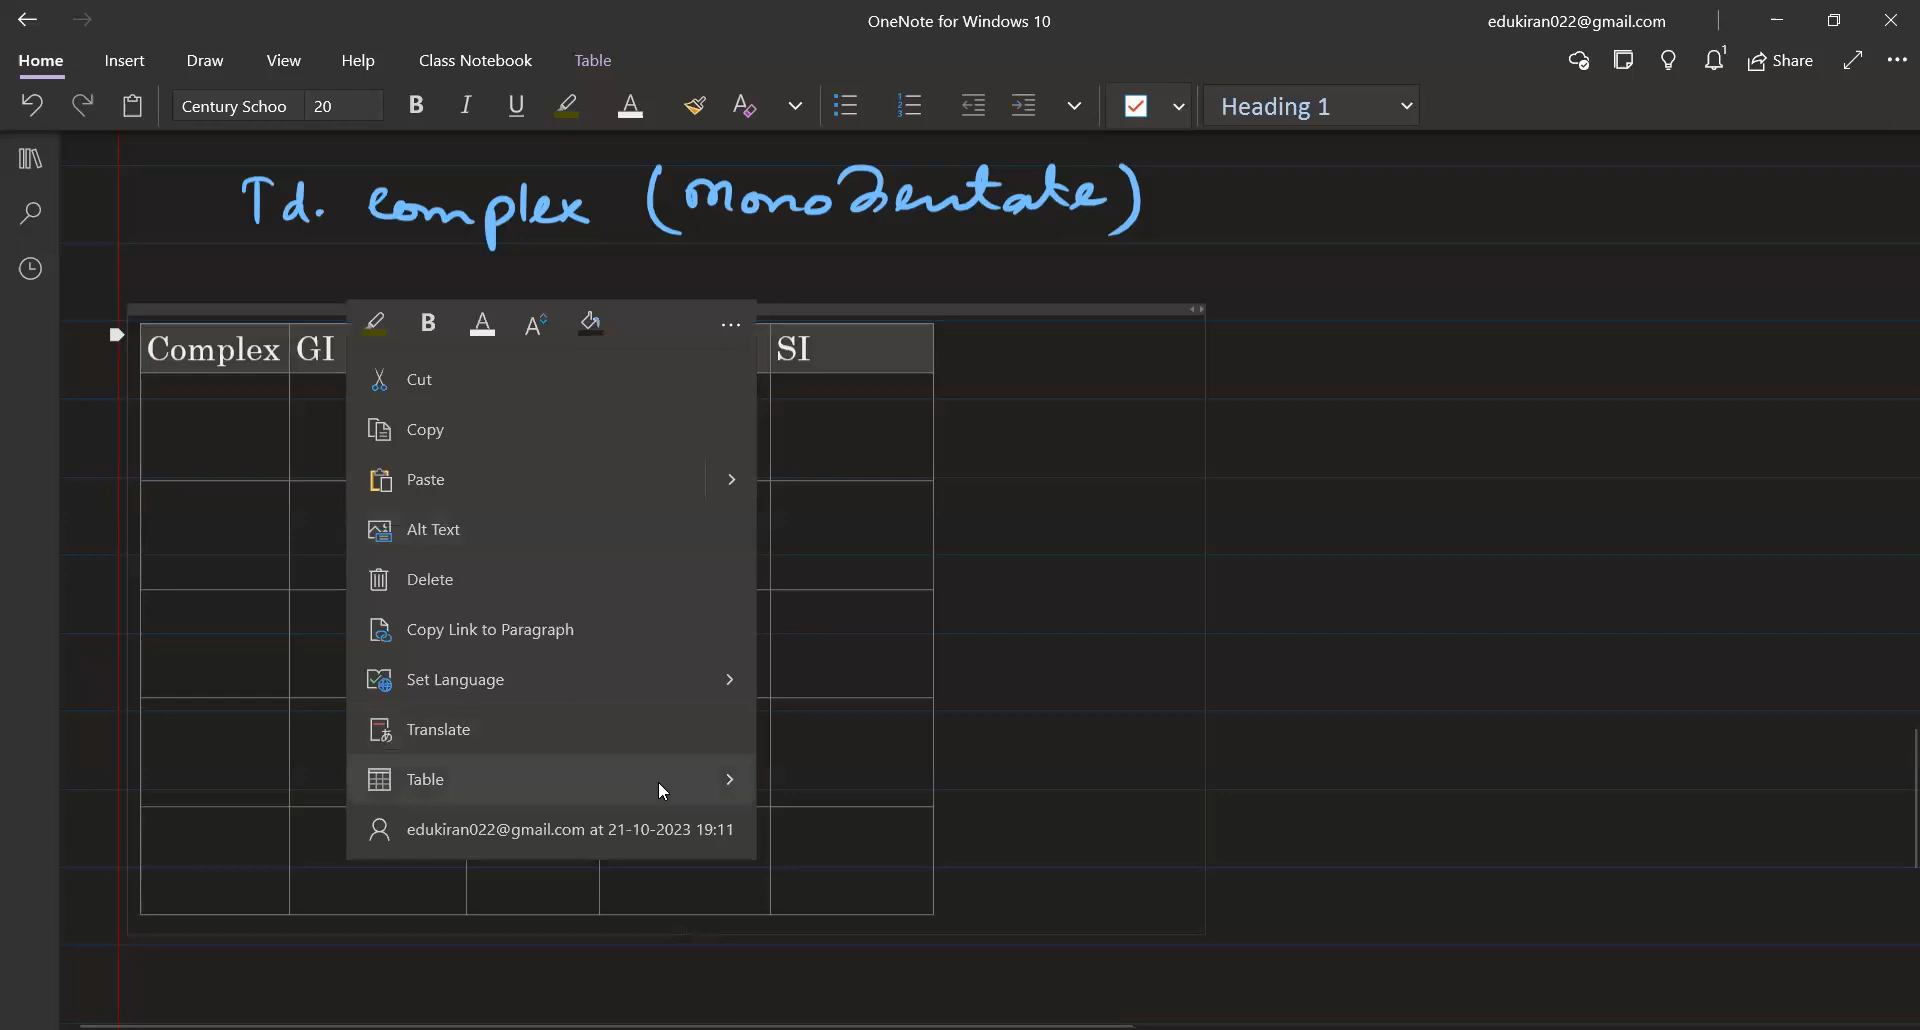 OneNote for Windows 10
edukiran022@gmail.com
Home Insert Draw View Help Class Notebook Table
1 Share
Century Schoo 20 B I U A A Heading 1
Td. complex (monodentate)
B A A
Complex GI SI
Cut
Copy
Paste
Alt Text
Delete
Copy Link to Paragraph
Set Language
Translate
Table
edukiran022@gmail.com at 21-10-2023 19:11